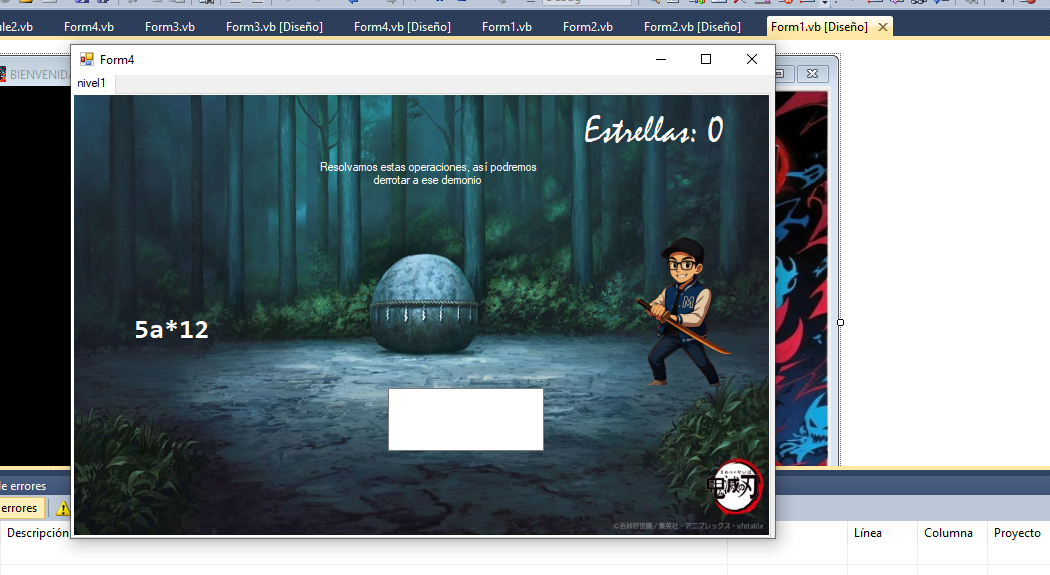 le2.vb
Form4.vb
Form3.vb
Form3.vb [Diseño]
Form4.vb [Diseño]
Form1.vb
Form2.vb
Form2.vb [Diseño]
Form1.vb [Diseño]
Form4
BIENVENIDA
nivel1
Estrellas: 0
Resolvamos estas operaciones, así podremos
derrotar a ese demonio
M
5a*12
鬼滅の刃
©吾峠呼世晴／集英社・アニプレックス・ufotable
de errores
errores
Descripción
Línea
Columna
Proyecto